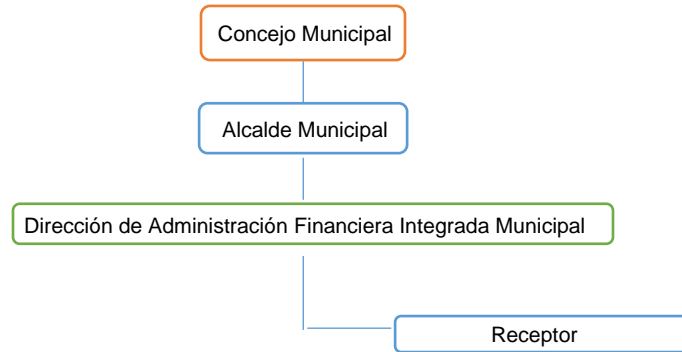 Concejo Municipal
Alcalde Municipal
Dirección de Administración Financiera Integrada Municipal
Receptor